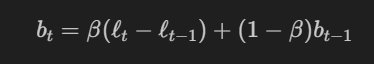 b_t = β(ℓ_t − ℓ_{t−1}) + (1 − β)b_{t−1}